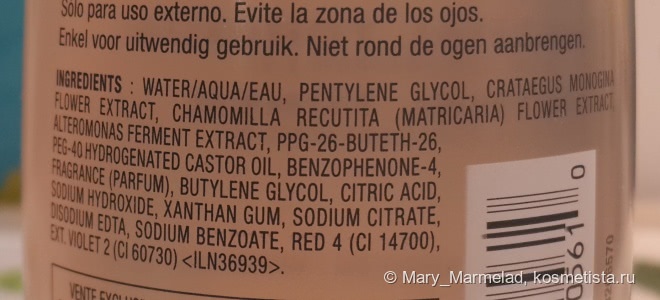 Sólo para uso externo. Evite la zona de los ojos.
Enkel voor uitwendig gebruik. Niet rond de ogen aanbrengen.
INGREDIENTS : WATER/AQUA/EAU, PENTYLENE GLYCOL, CRATAEGUS MONOGINA
FLOWER EXTRACT, CHAMOMILLA RECUTITA (MATRICARIA) FLOWER EXTRACT,
ALTEROMONAS FERMENT EXTRACT, PPG-26-BUTETH-26,
PEG-40 HYDROGENATED CASTOR OIL, BENZOPHENONE-4,
FRAGRANCE (PARFUM), BUTYLENE GLYCOL, CITRIC ACID,
SODIUM HYDROXIDE, XANTHAN GUM, SODIUM CITRATE,
DISODIUM EDTA, SODIUM BENZOATE, RED 4 (CI 14700),
EXT. VIOLET 2 (CI 60730) <ILN36939>.
VENTE
0
© Mary_Marmelad, kosmetista.ru